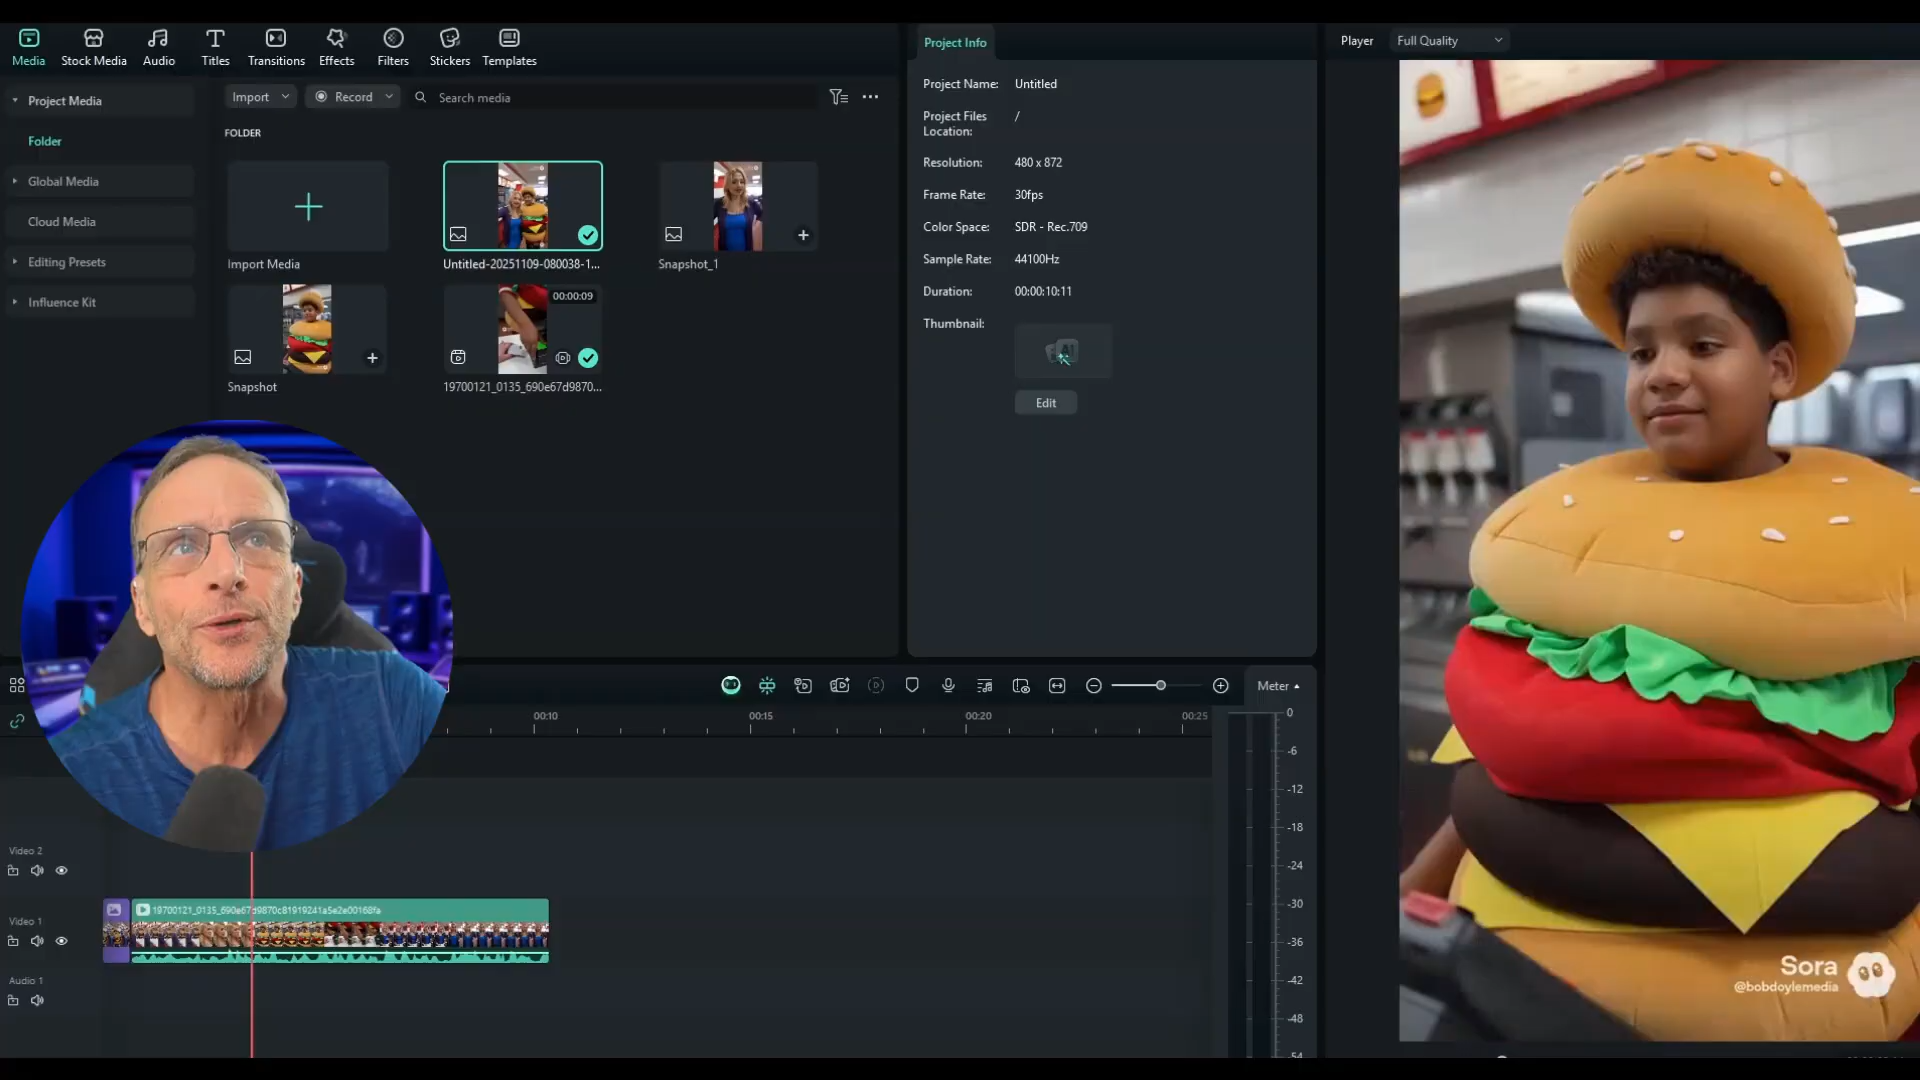 Media
Stock Media
Audio
Titles
Transitions
Effects
Filters
Stickers
Templates
Project Media
Folder
Global Media
Cloud Media
Editing Presets
Influence Kit
Import
Record
Search media
FOLDER
Import Media
Untitled-20251109-080038-1...
Snapshot_1
Snapshot
00:00:09
19700121_0135_690e67d9870...
Project Info
Project Name: Untitled
Project Files Location: /
Resolution: 480 x 872
Frame Rate: 30fps
Color Space: SDR - Rec.709
Sample Rate: 44100Hz
Duration: 00:00:10:11
Thumbnail:
Edit
Player
Full Quality
Sora
@bobdoylemedia
Meter
00:10
00:15
00:20
00:25
0
-6
-12
-18
-24
-30
-36
-42
-48
-54
Video 2
Video 1
19700121_0135_690e67d9870c81919241a5e2e00168fa
Audio 1